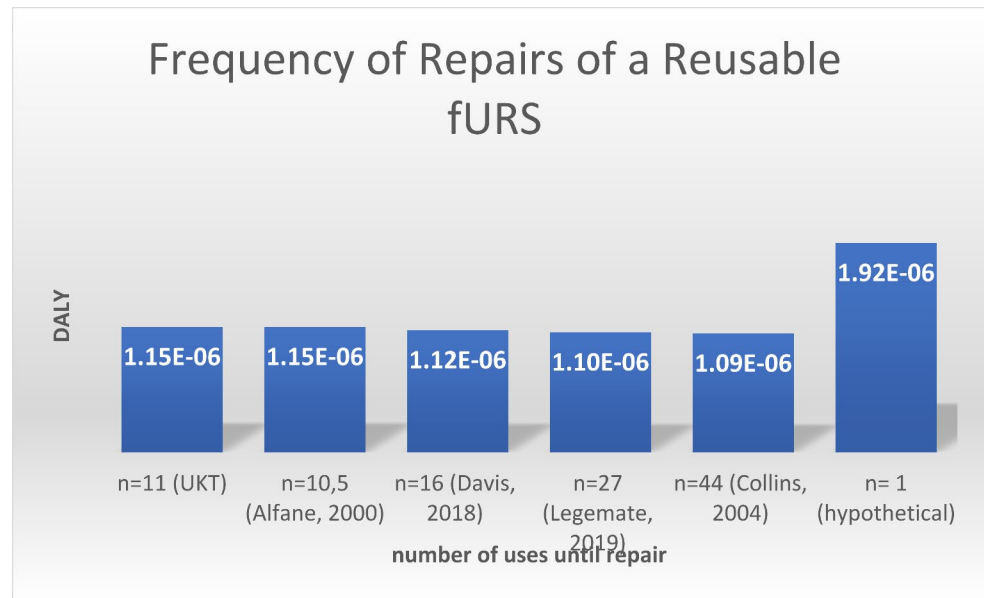 Frequency of Repairs of a Reusable
fURS
DALY
1.15E-06
1.15E-06
1.12E-06
1.10E-06
1.09E-06
1.92E-06
n=11 (UKT)
n=10,5
(Alfane, 2000)
n=16 (Davis,
2018)
n=27
(Legemate,
2019)
n=44 (Collins,
2004)
n= 1
(hypothetical)
number of uses until repair